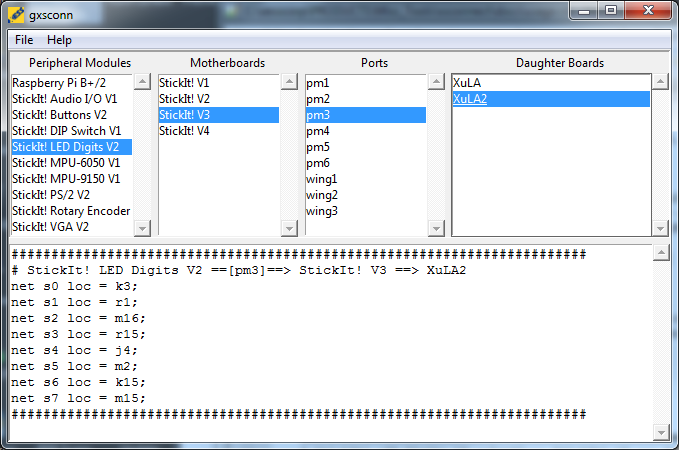 gxsconn
File Help
Peripheral Modules Motherboards Ports Daughter Boards
Raspberry Pi B+/2 StickIt! V1 pm1 XuLA
StickIt! Audio I/O V1 StickIt! V2 pm2 XuLA2
StickIt! Buttons V2 StickIt! V3 pm3
StickIt! DIP Switch V1 StickIt! V4 pm4
StickIt! LED Digits V2 pm5
StickIt! MPU-6050 V1 pm6
StickIt! MPU-9150 V1 wing1
StickIt! PS/2 V2 wing2
StickIt! Rotary Encoder wing3
StickIt! VGA V2
########################################################################
# StickIt! LED Digits V2 ==[pm3]==> StickIt! V3 ==> XuLA2
net s0 loc = k3;
net s1 loc = r1;
net s2 loc = m16;
net s3 loc = r15;
net s4 loc = j4;
net s5 loc = m2;
net s6 loc = k15;
net s7 loc = m15;
########################################################################